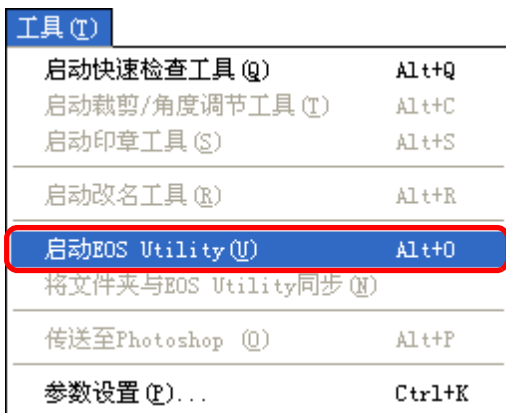 工具(T)
启动快速检查工具(Q) Alt+Q
启动裁剪/角度调节工具(T) Alt+C
启动印章工具(S) Alt+S
启动改名工具(R) Alt+R
启动EOS Utility(U) Alt+O
将文件夹与EOS Utility同步(N)
传送至Photoshop (O) Alt+P
参数设置(P)... Ctrl+K